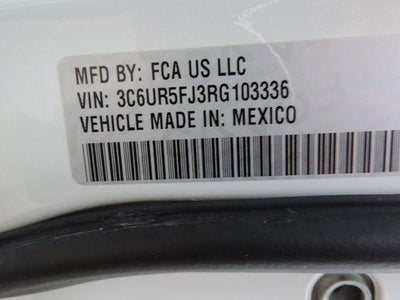 MFD BY: FCA US LLC
VIN: 3C6UR5FJ3RG103336
VEHICLE MADE IN: MEXICO